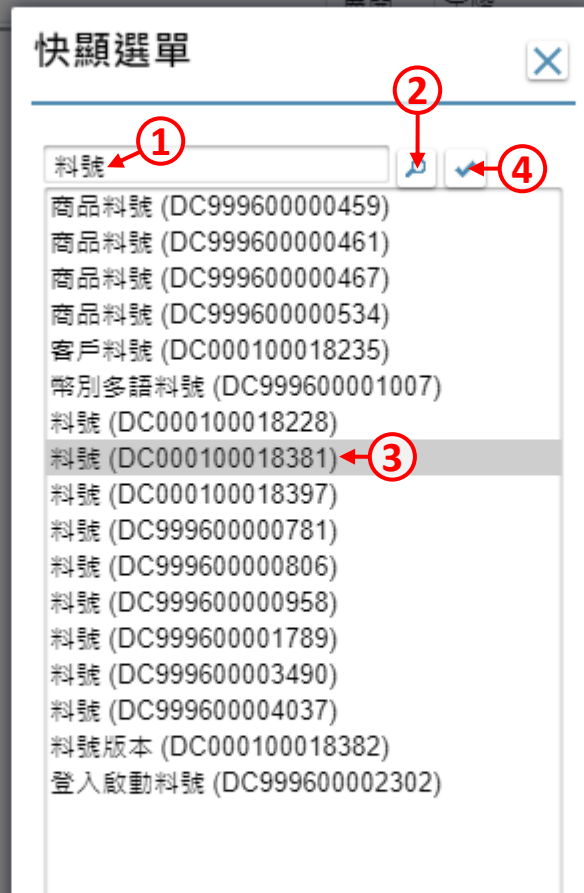 快顯選單
2
1
4
料號
商品料號 (DC999600000459)
商品料號 (DC999600000461)
商品料號 (DC999600000467)
商品料號 (DC999600000534)
客戶料號 (DC000100018235)
幣別多語料號 (DC999600001007)
料號 (DC000100018228)
料號 (DC000100018381)
3
料號 (DC000100018397)
料號 (DC999600000781)
料號 (DC999600000806)
料號 (DC999600000958)
料號 (DC999600001789)
料號 (DC999600003490)
料號 (DC999600004037)
料號版本 (DC000100018382)
登入啟動料號 (DC999600002302)